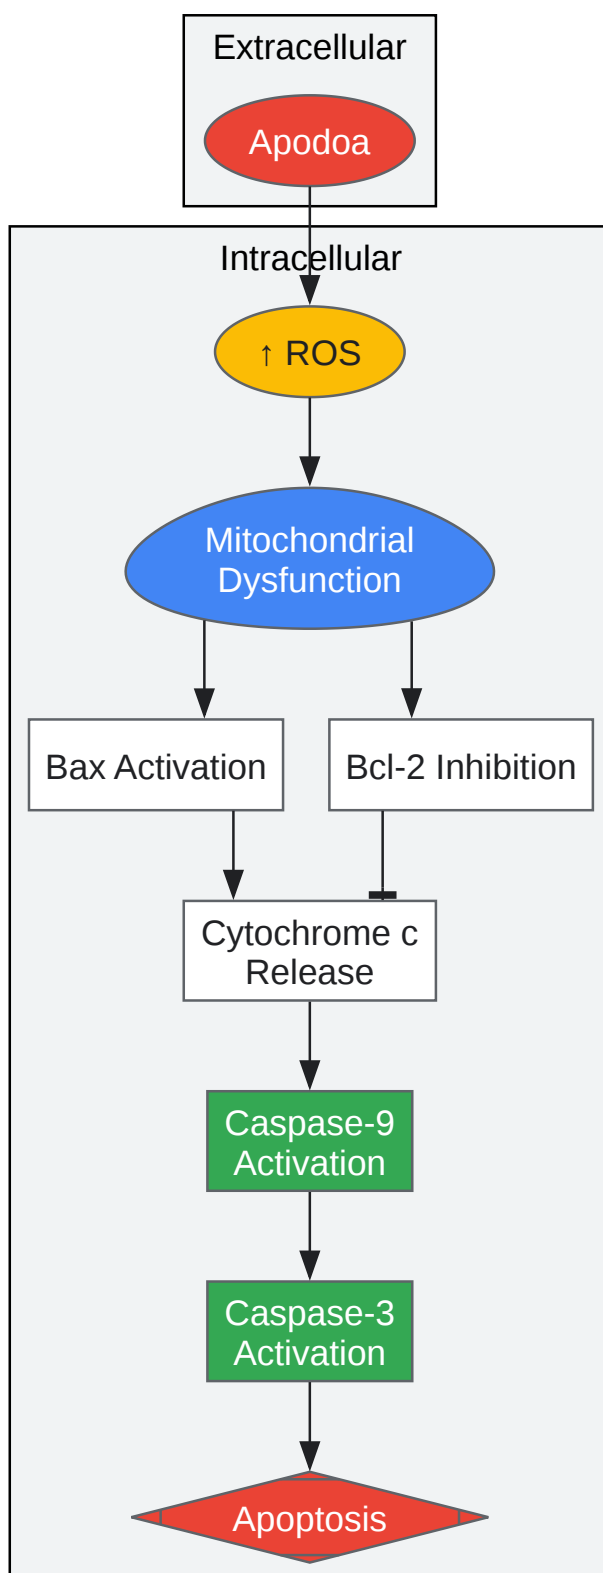 Extracellular
Apodoa
Intracellular
↑ ROS
Mitochondrial
Dysfunction
Bax Activation
Bcl-2 Inhibition
Cytochrome c
Release
Caspase-9
Activation
Caspase-3
Activation
Apoptosis